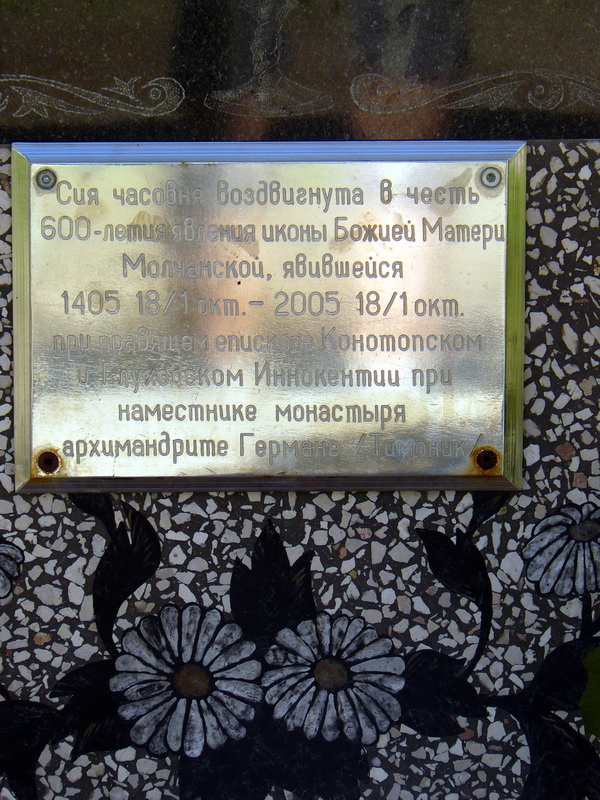 Сия часовня воздвигнута в честь
600-летия явления иконы Божией Матери
Молчанской, явившейся
1405 18/1 окт. – 2005 18/1 окт.
при правящем епископе Конотопском
и Глуховском Иннокентии при
наместнике монастыря
архимандрите Германе /Тимоник/